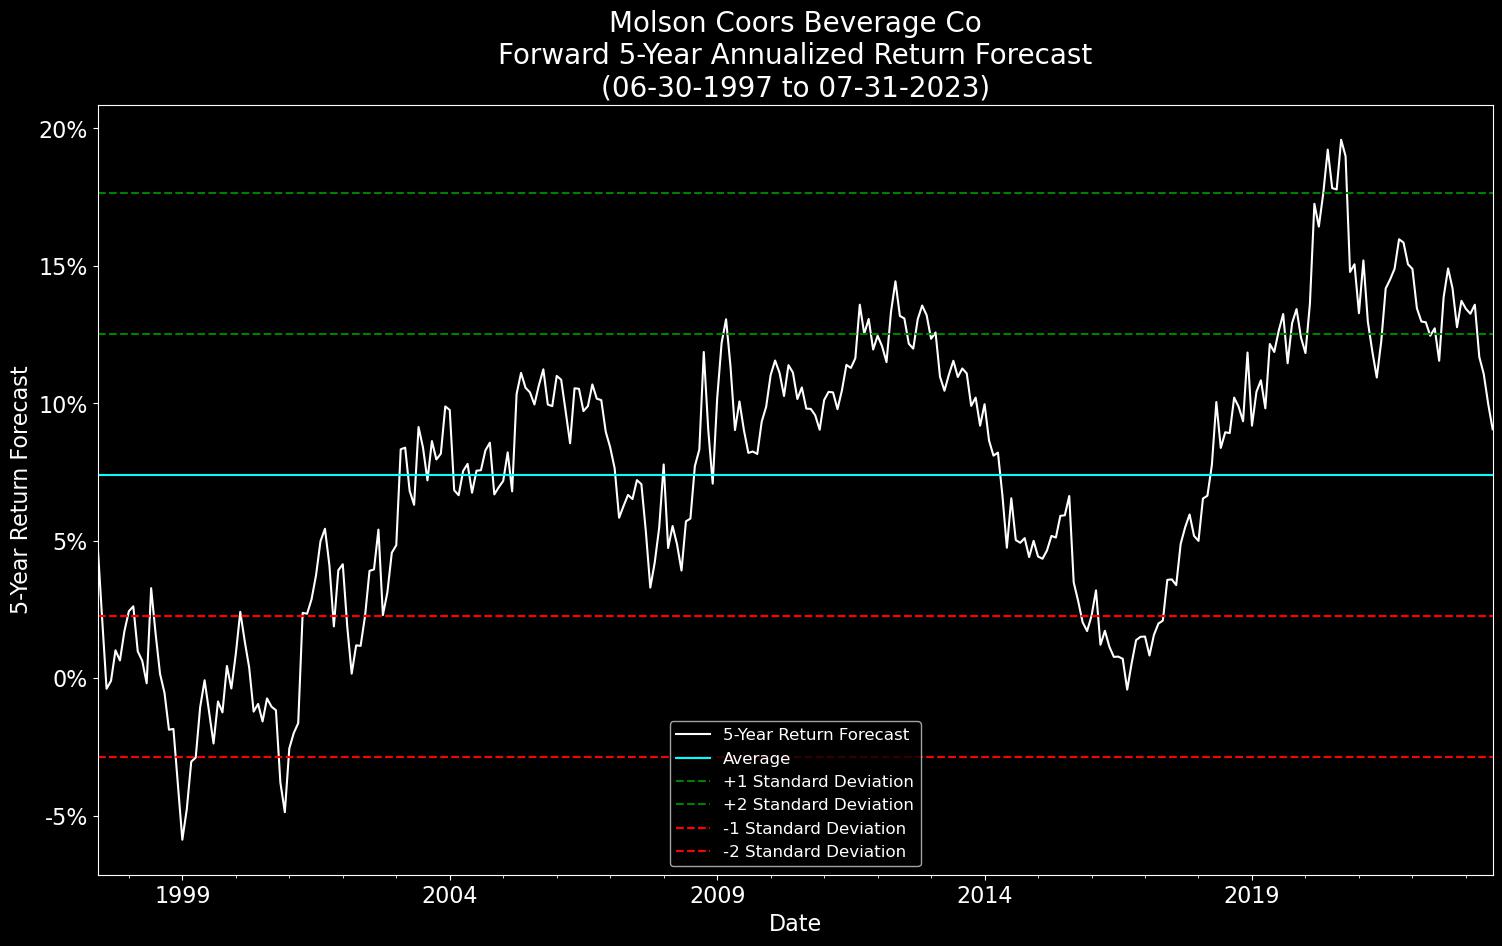 Molson Coors Beverage Co
Forward 5-Year Annualized Return Forecast
(06-30-1997 to 07-31-2023)
20%
15%
10%
5%
0%
-5%
5-Year Return Forecast
5-Year Return Forecast
Average
+1 Standard Deviation
+2 Standard Deviation
-1 Standard Deviation
-2 Standard Deviation
1999
2004
2009
2014
2019
Date